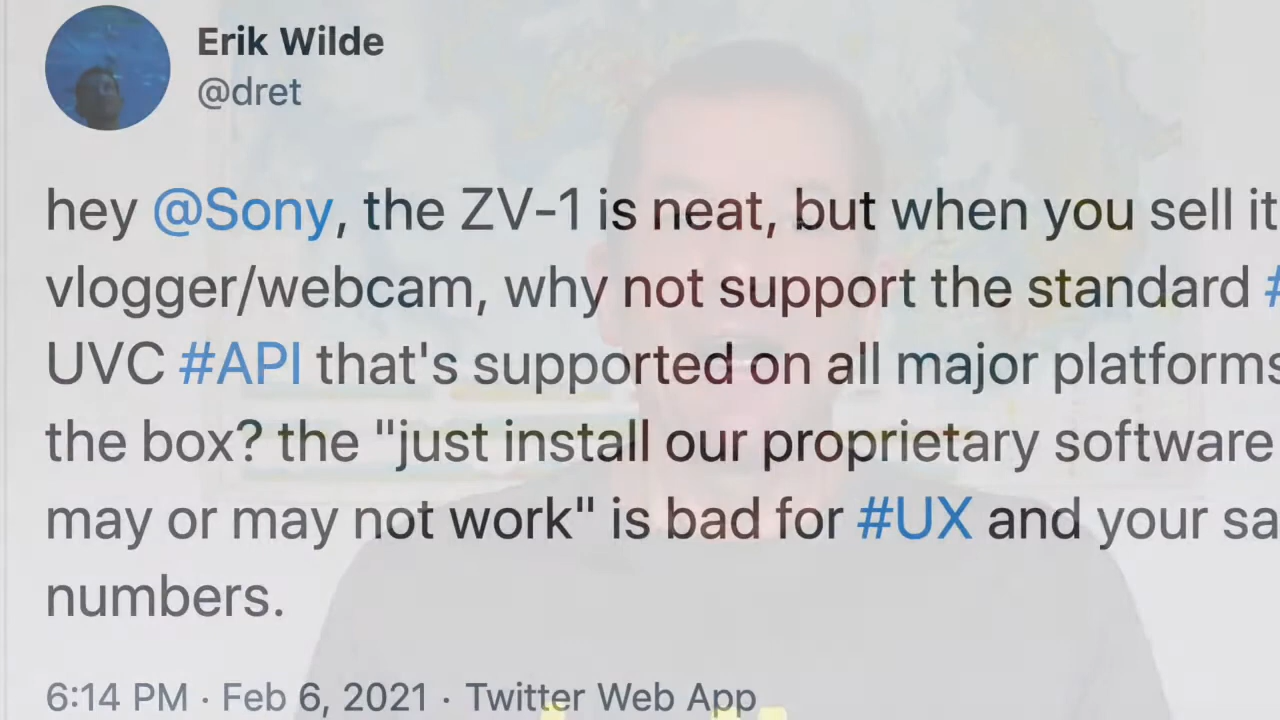 Erik Wilde
@dret
hey @Sony, the ZV-1 is neat, but when you sell it
vlogger/webcam, why not support the standard #
UVC #API that's supported on all major platforms
the box? the "just install our proprietary software
may or may not work" is bad for #UX and your sa
numbers.
6:14 PM · Feb 6, 2021 · Twitter Web App